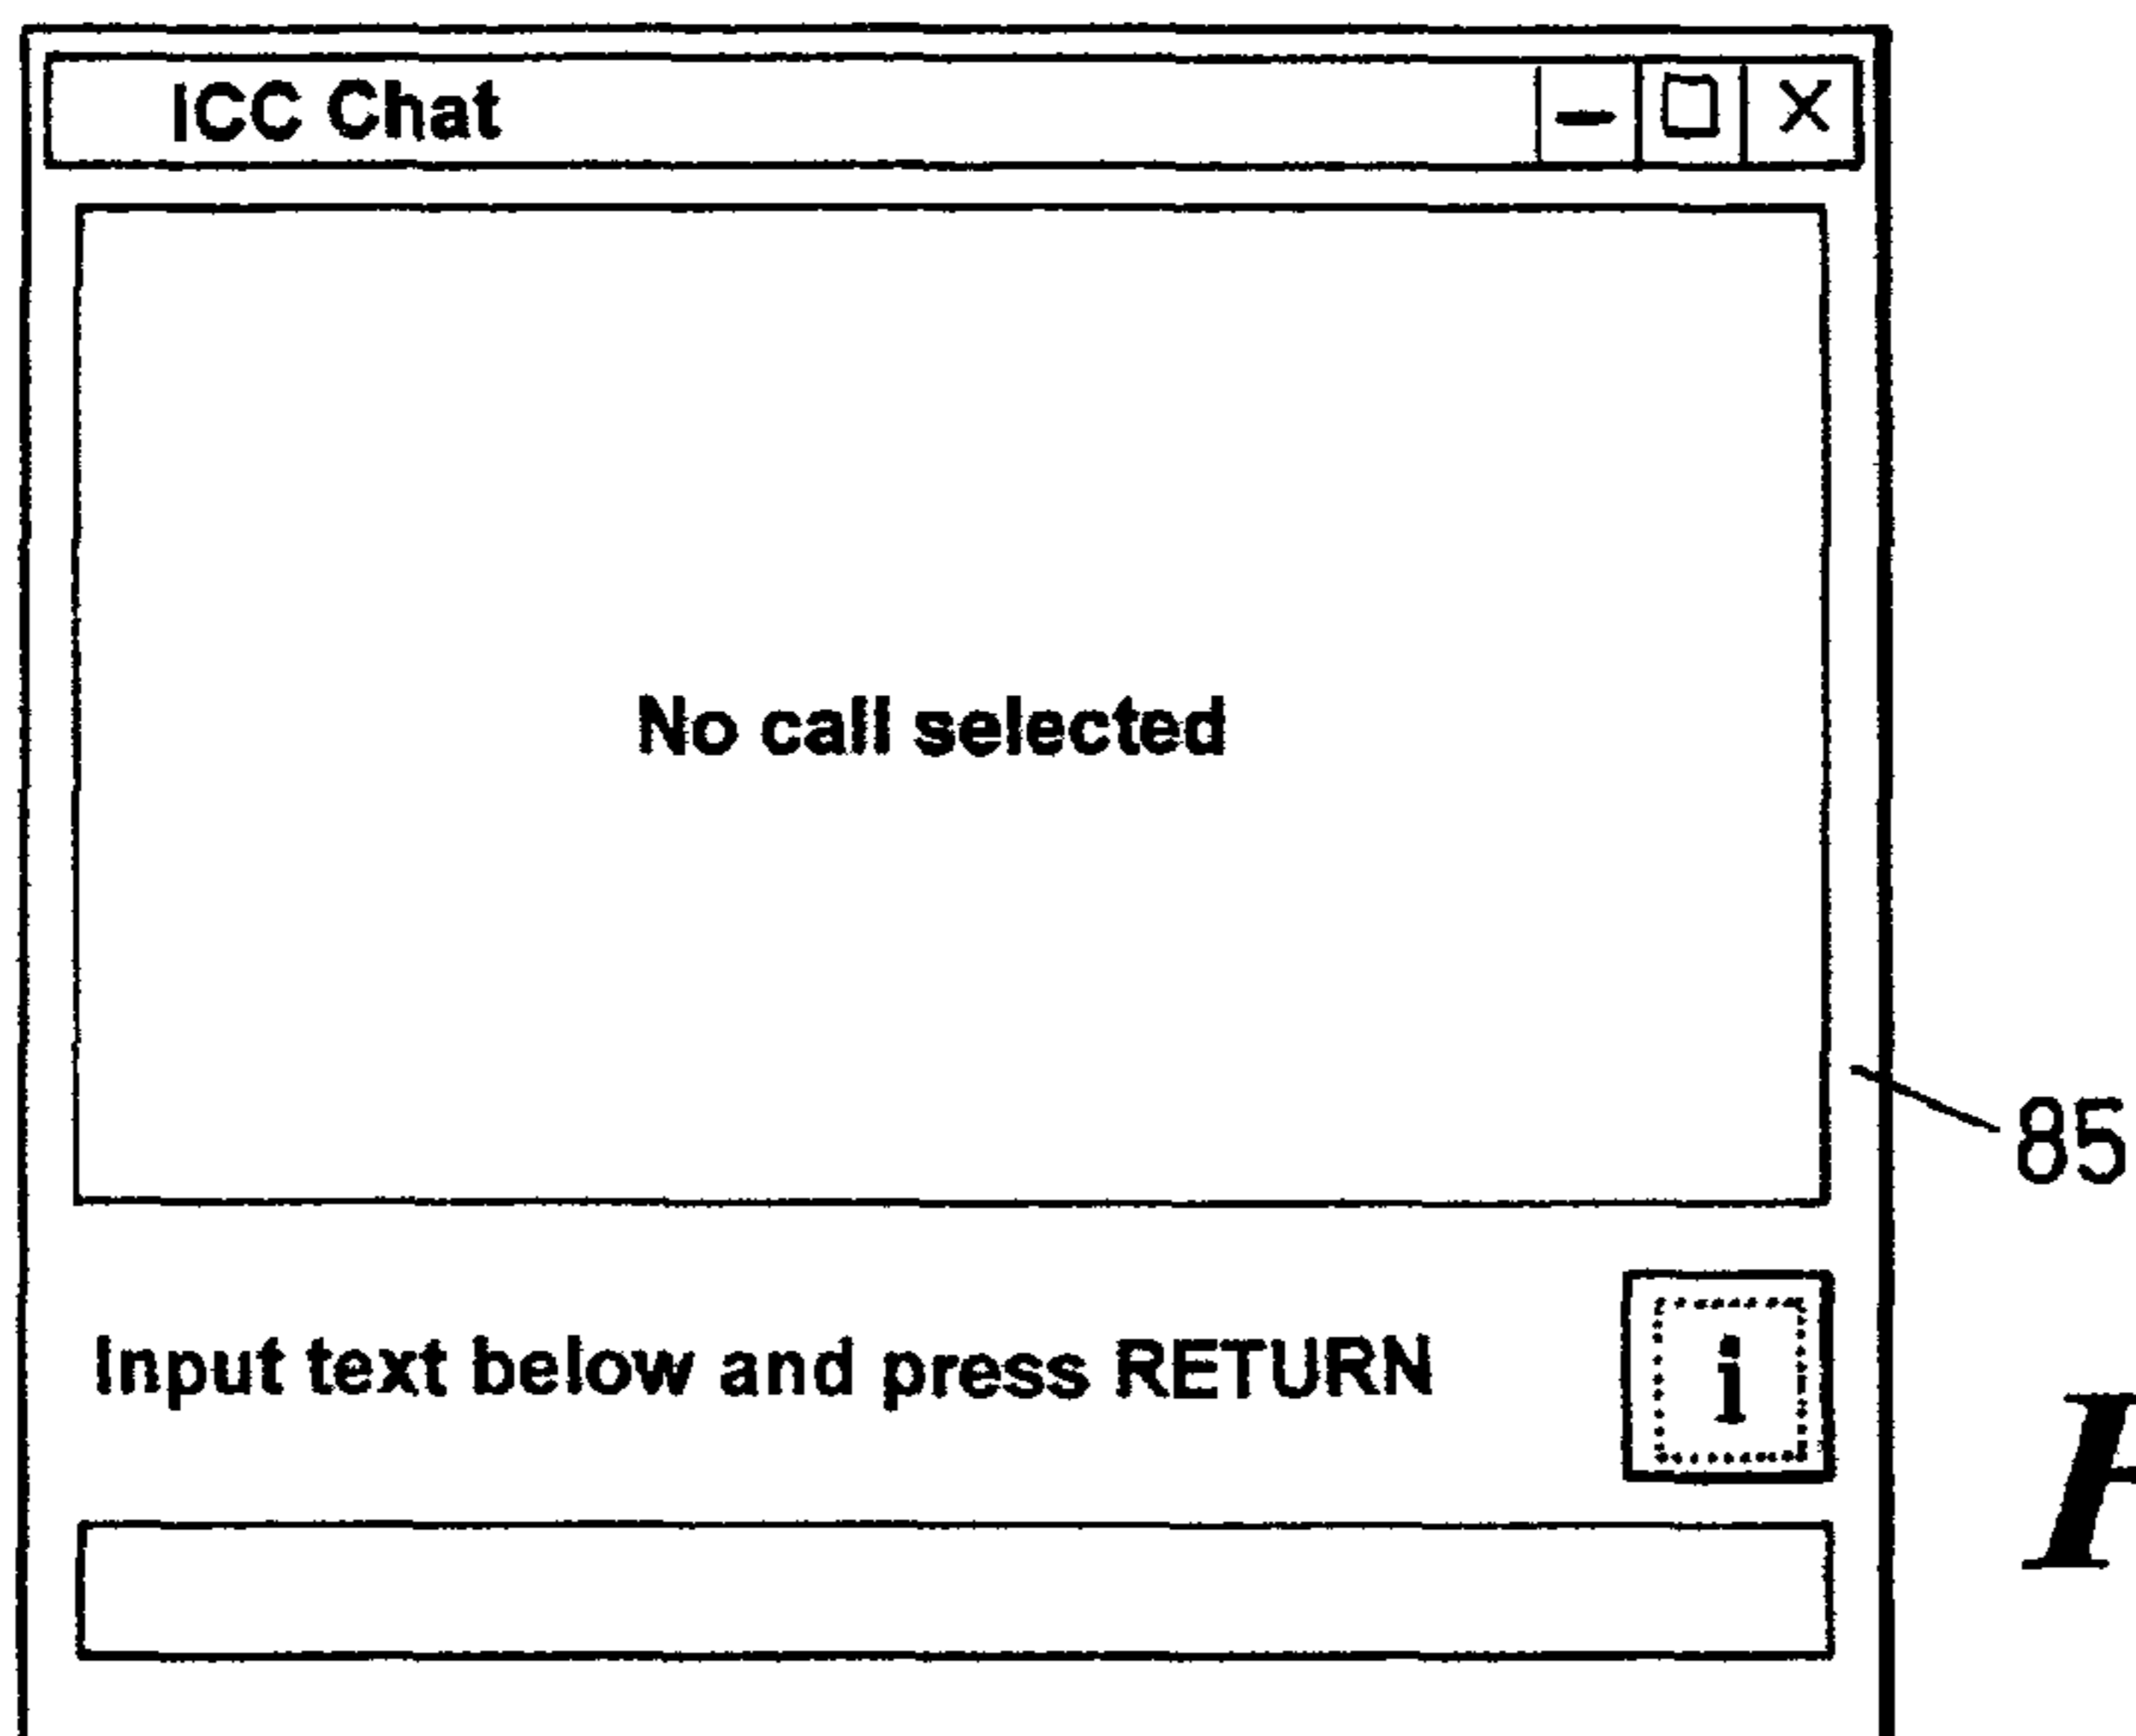 ICC Chat
No call selected
85
Input text below and press RETURN
i